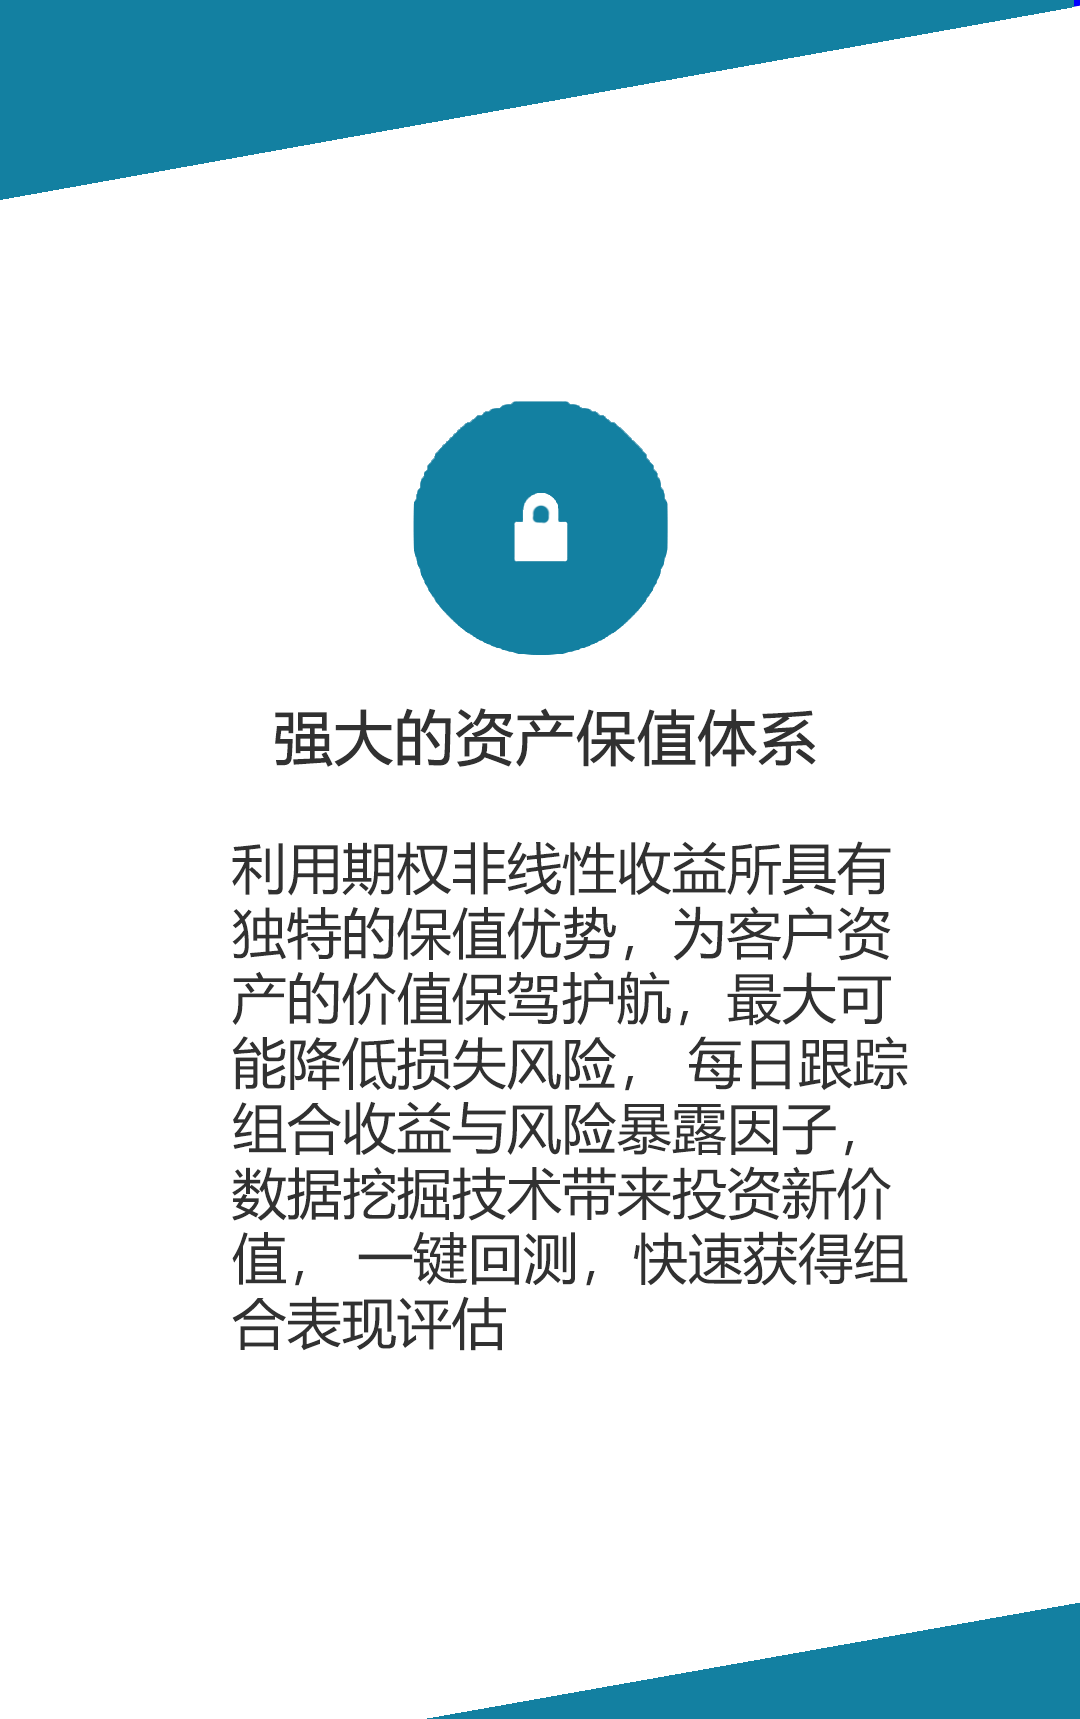 强大的资产保值体系
利用期权非线性收益所具有
独特的保值优势，为客户资
产的价值保驾护航，最大可
能降低损失风险， 每日跟踪
组合收益与风险暴露因子，
数据挖掘技术带来投资新价
值， 一键回测，快速获得组
合表现评估